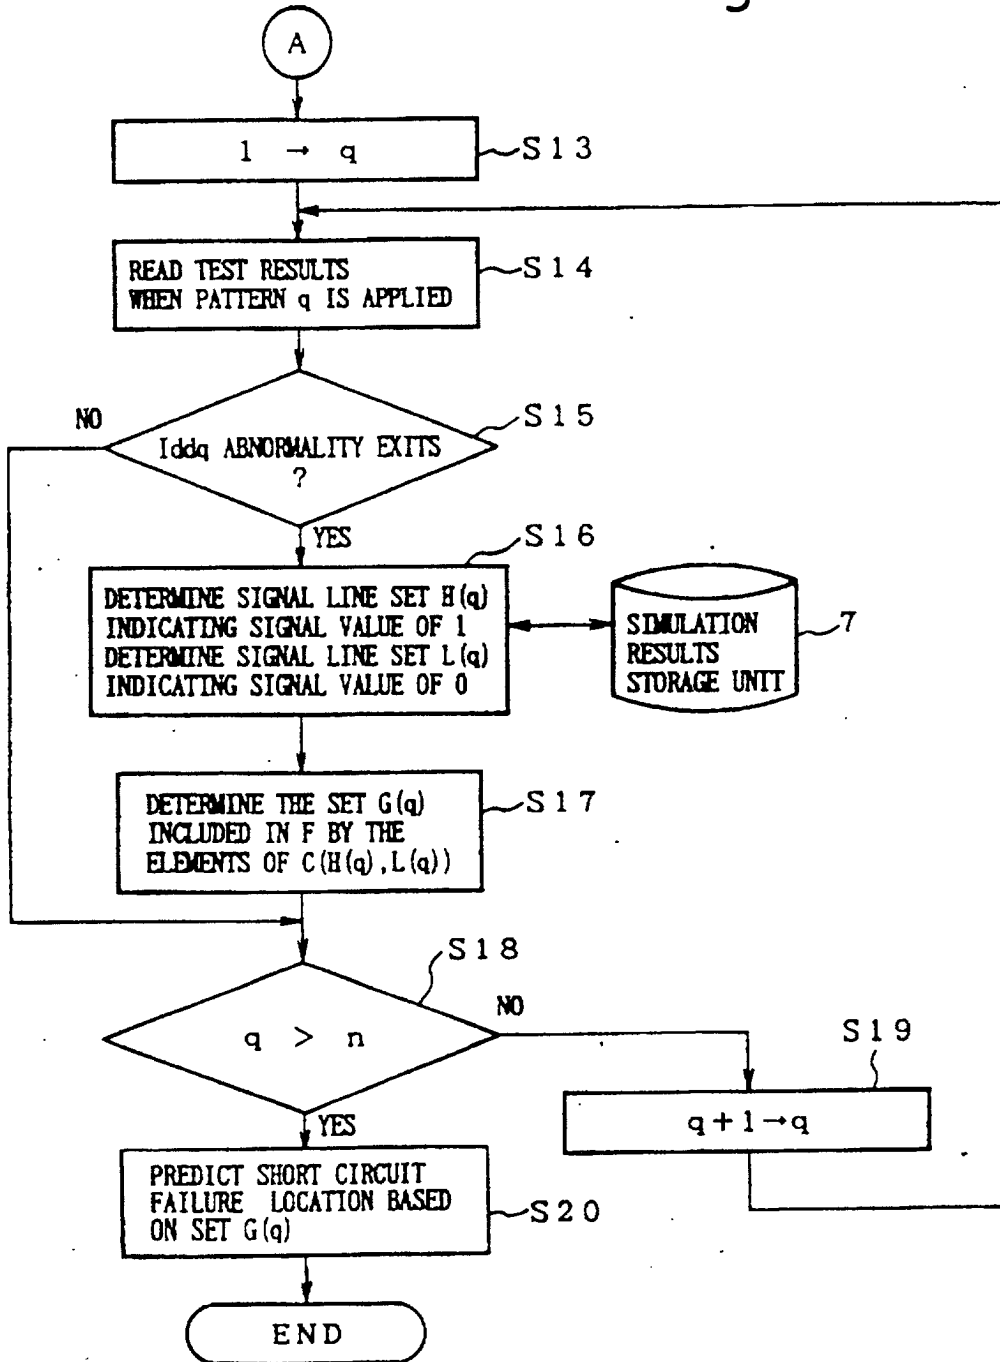 A
1 → q
S13
READ TEST RESULTS
WHEN PATTERN q IS APPLIED
S14
NO
S15
Iddq ABNORMALITY EXITS
?
YES
S16
DETERMINE SIGNAL LINE SET H(q)
INDICATING SIGNAL VALUE OF 1
DETERMINE SIGNAL LINE SET L(q)
INDICATING SIGNAL VALUE OF 0
SIMULATION
RESULTS
STORAGE UNIT
7
DETERMINE THE SET G(q)
INCLUDED IN F BY THE
ELEMENTS OF C(H(q),L(q))
S17
S18
q > n
NO
S19
q+1→q
YES
PREDICT SHORT CIRCUIT
FAILURE LOCATION BASED
ON SET G(q)
S20
END